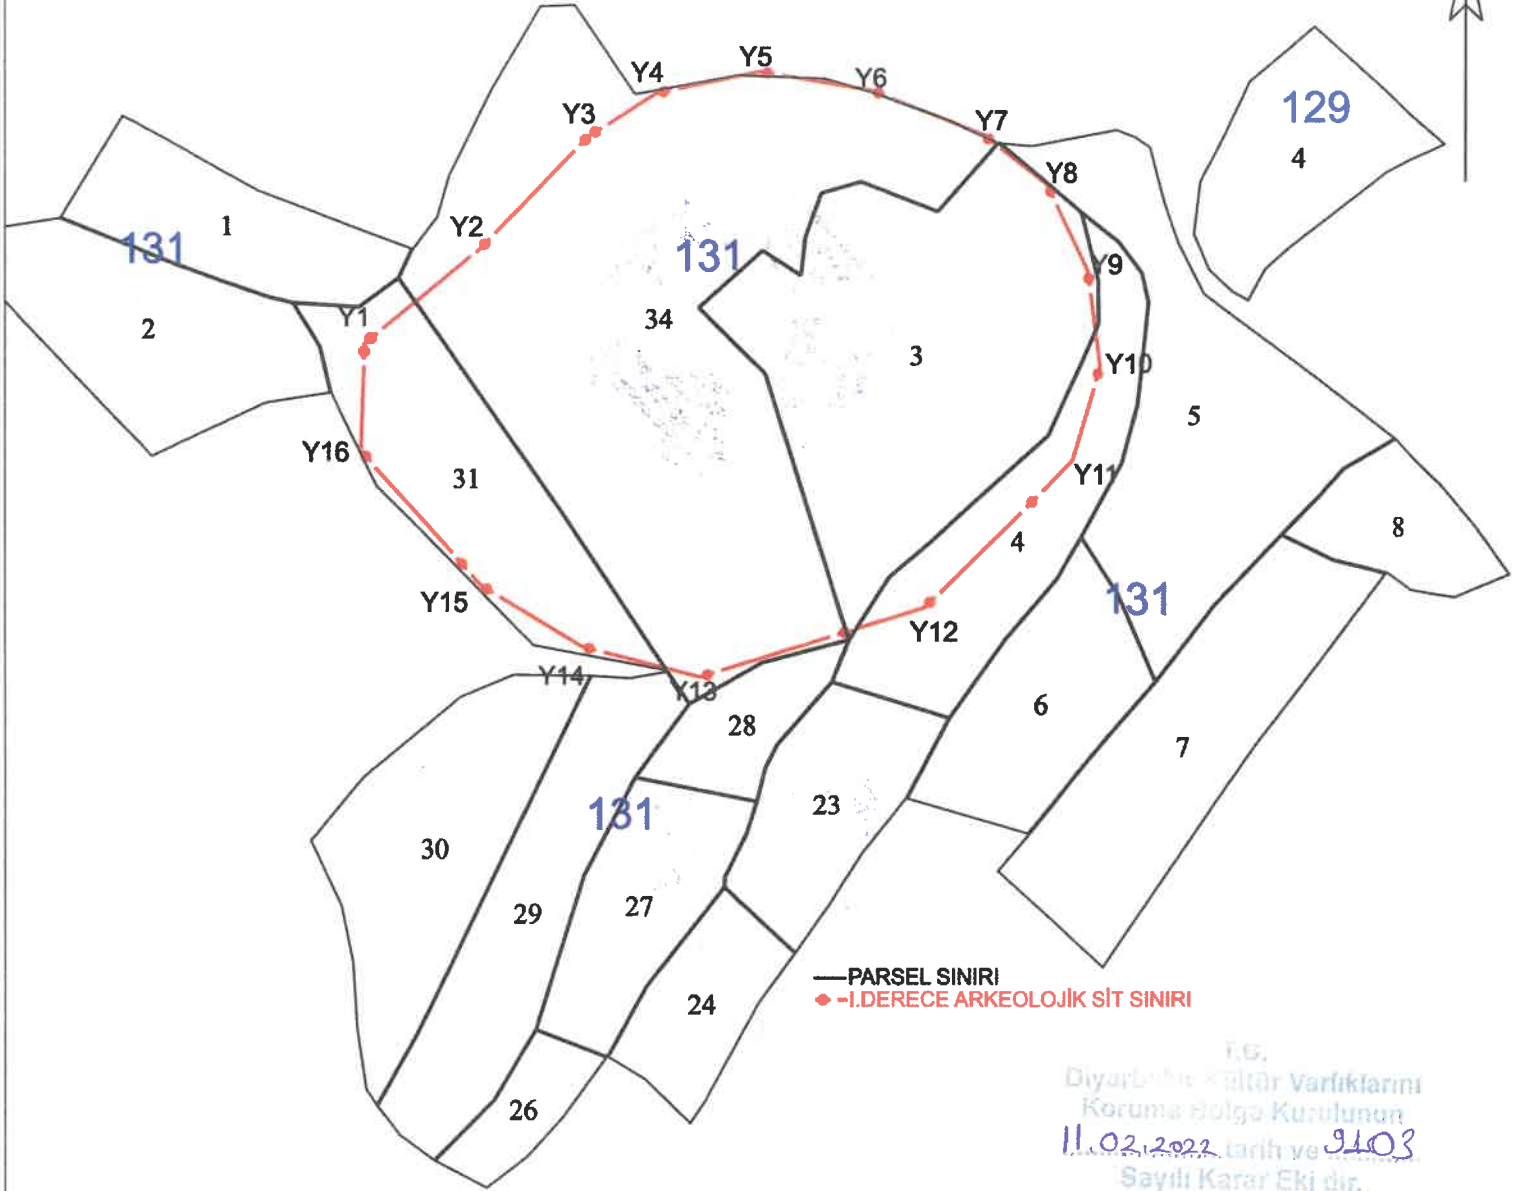 Y5
Y4
Y6
129
Y3
Y7
4
Y8
1
Y2
131
131
Y9
Y1
34
2
3
Y10
5
Y16
Y11
31
8
4
131
Y15
Y12
Y14
Y13
6
28
7
23
131
30
27
29
PARSEL SINIRI
I.DERECE ARKEOLOJİK SİT SINIRI
24
T.C.
Diyarbakır Kültür Varlıklarını
Koruma Bölge Kurulunun
11.02.2022 tarih ve 9103
26
Sayılı Karar Eki dir.